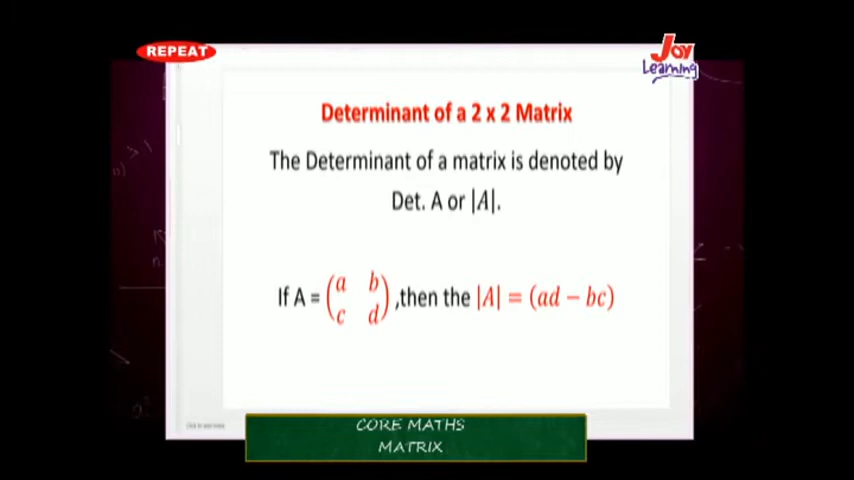 REPEAT
Joy
Learning
Determinant of a 2 x 2 Matrix
The Determinant of a matrix is denoted by
Det. A or |A|.
If A = (a b
c d) ,then the |A| = (ad − bc)
CORE MATHS
MATRIX